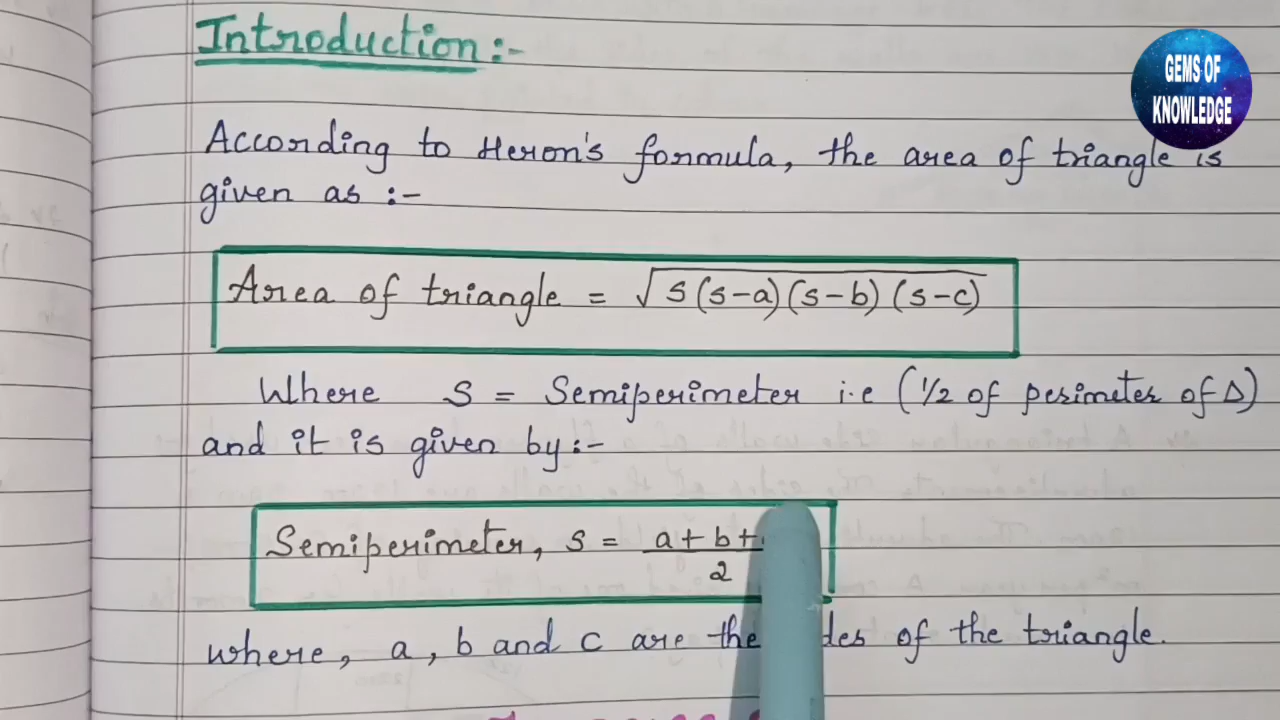 Introduction :-
GEMS OF
KNOWLEDGE
According to Heron's formula, the area of triangle is
given as :-
Area of triangle = √s(s-a)(s-b)(s-c)
Where S = Semiperimeter i.e (1/2 of perimeter of Δ)
and it is given by:-
Semiperimeter, s = a+b+
2
where, a, b and c are the des of the triangle.